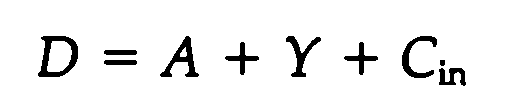 D = A + Y + C_in